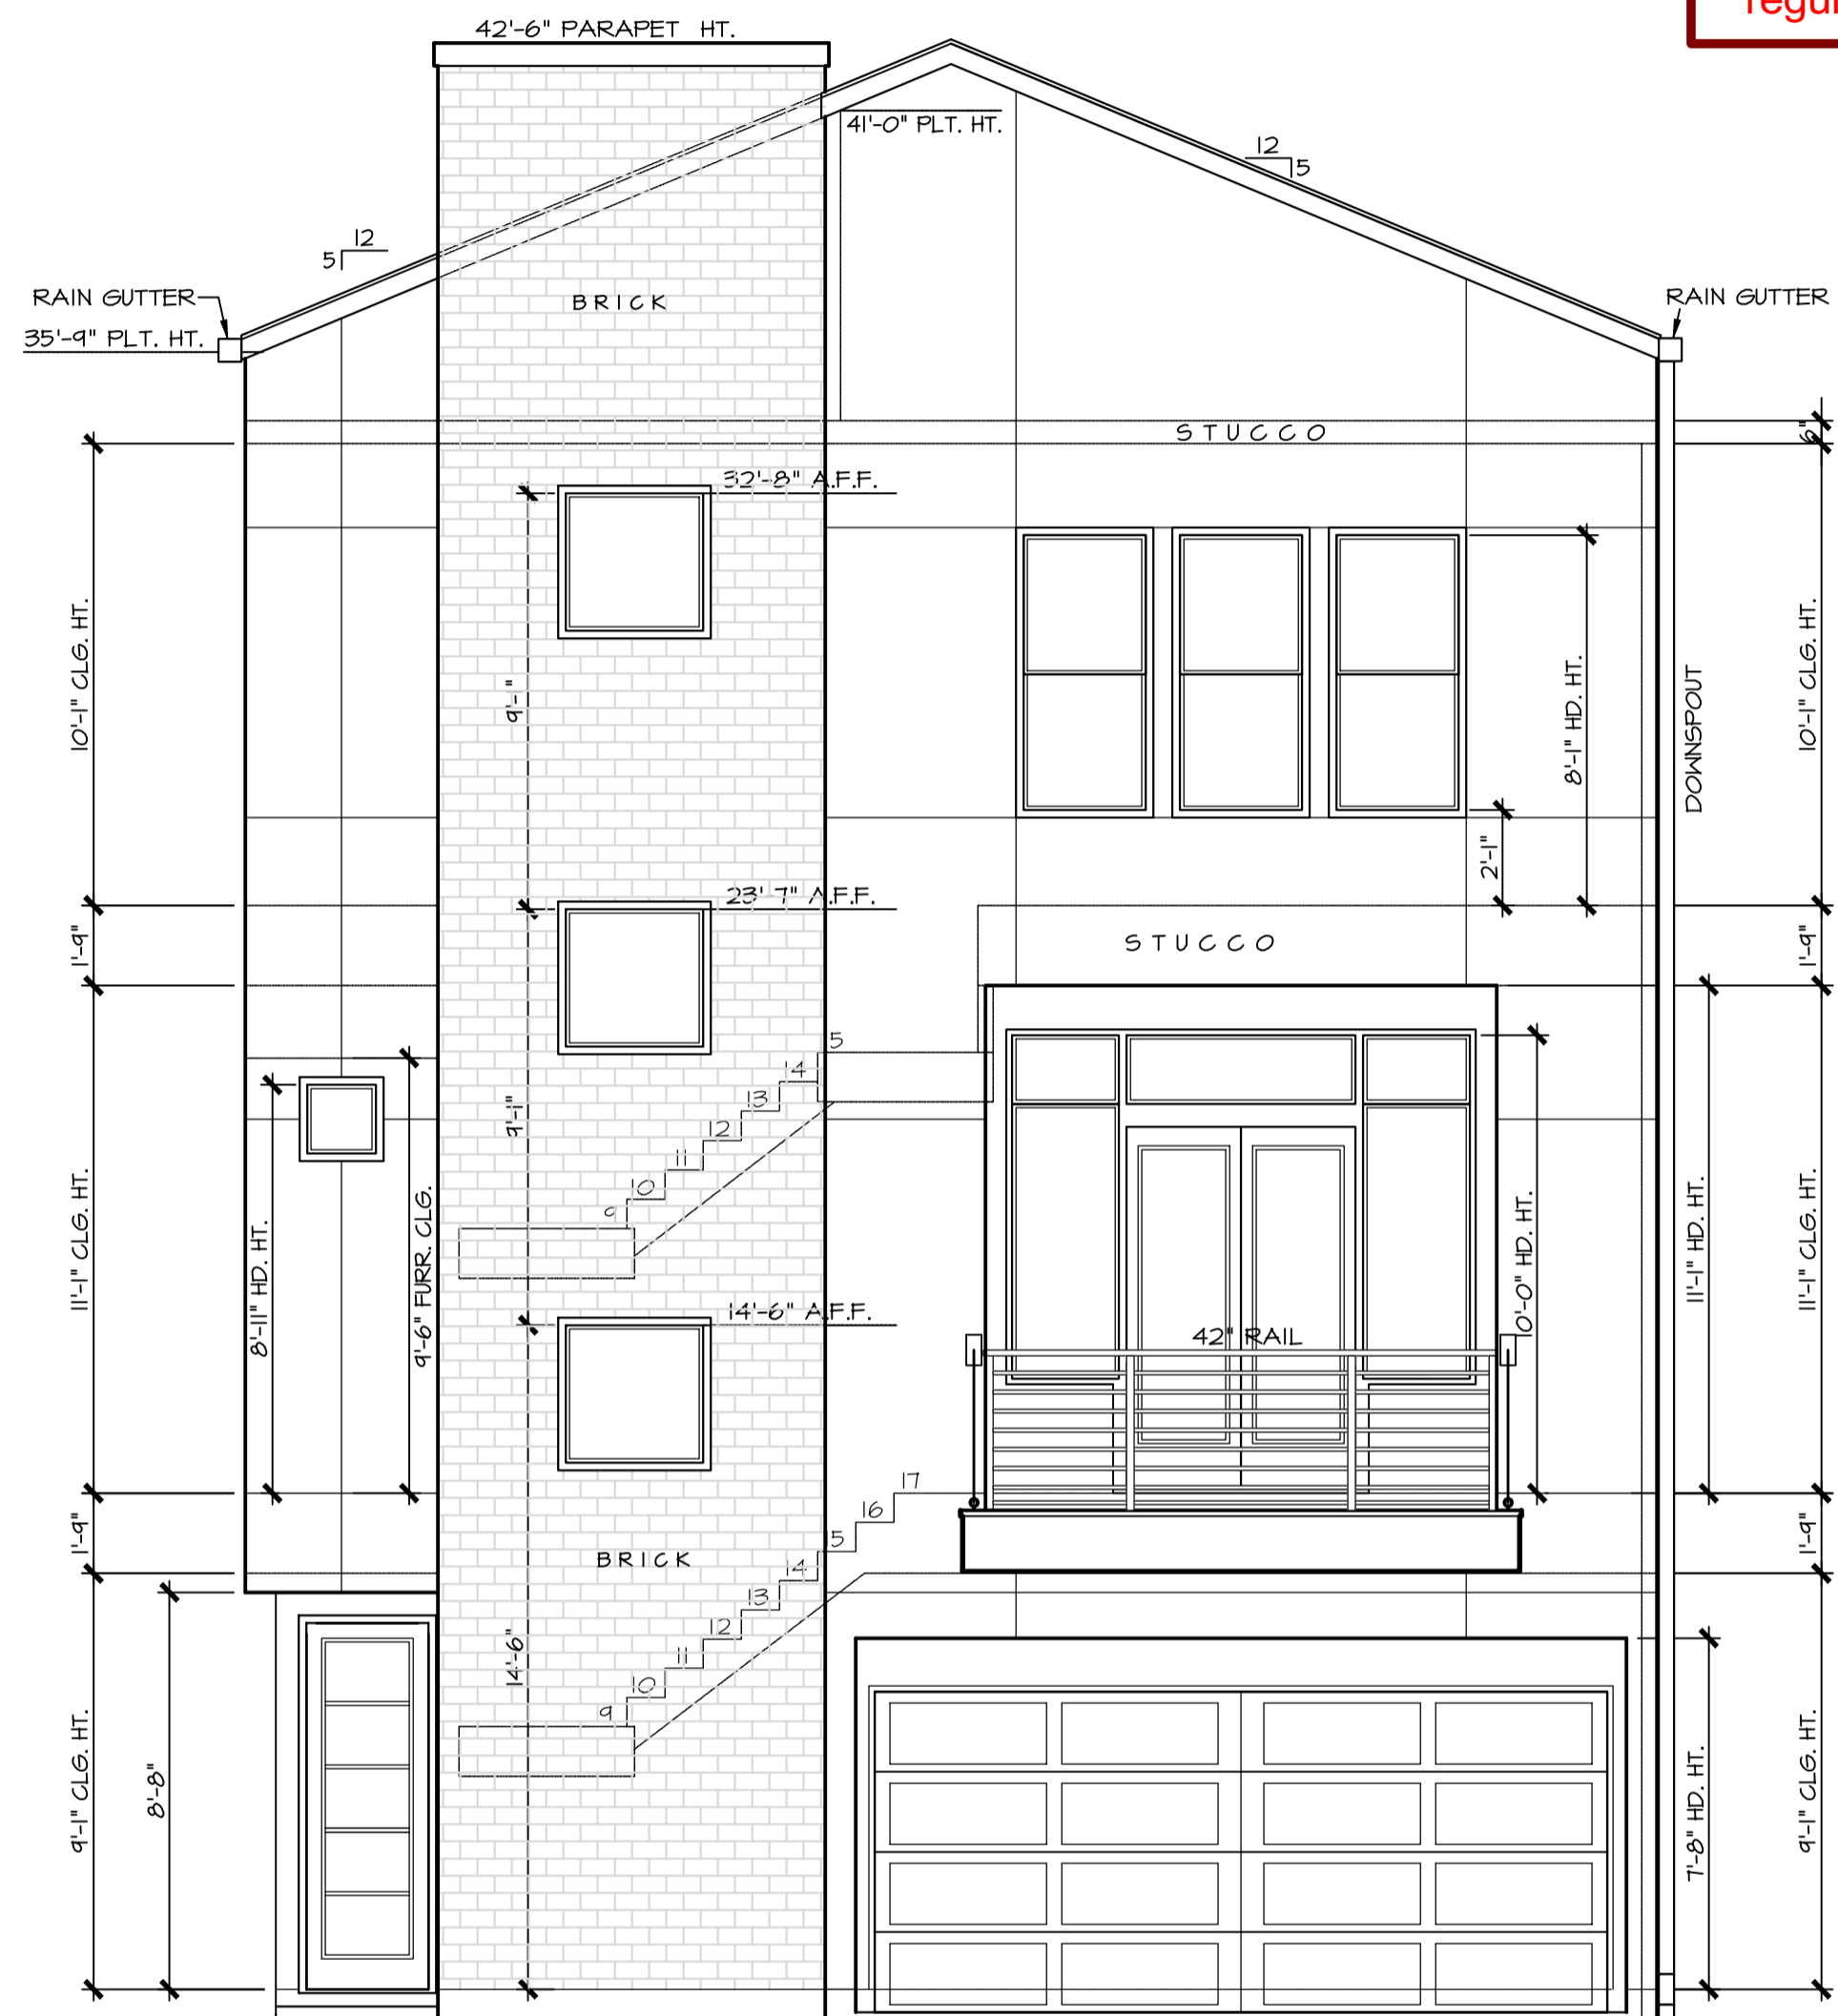 regu
42'-6" PARAPET HT.
41'-0" PLT. HT.
12
5
12
5
RAIN GUTTER
RAIN GUTTER
35'-9" PLT. HT.
BRICK
STUCCO
6"
32'-8" A.F.F.
10'-1" CLG. HT.
9'-1"
8'-1" HD. HT.
DOWNSPOUT
10'-1" CLG. HT.
2'-1"
23'-7" A.F.F.
1'-9"
STUCCO
1'-9"
15
14
13
12
11
10
9
9'-1"
11'-1" CLG. HT.
8'-11" HD. HT.
9'-6" FURR. CLG.
10'-0" HD. HT.
11'-1" HD. HT.
11'-1" CLG. HT.
14'-6" A.F.F.
42" RAIL
17
16
15
14
13
12
11
10
9
1'-9"
BRICK
1'-9"
14'-6"
9'-1" CLG. HT.
8'-8"
7'-8" HD. HT.
9'-1" CLG. HT.